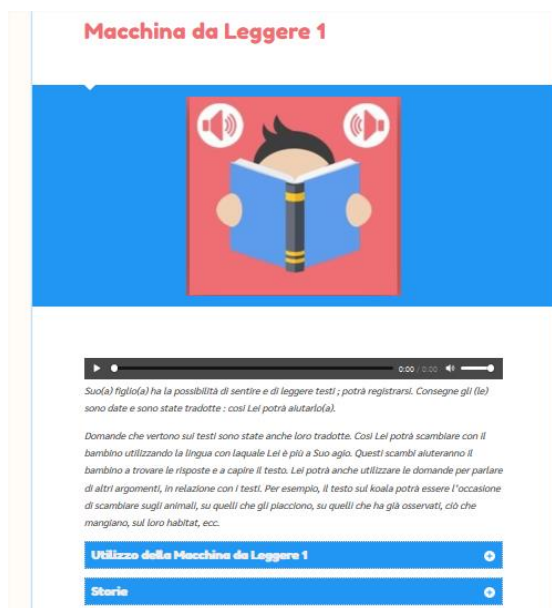 Macchina da Leggere 1
0:00 / 0:00
Suo(a) figlio(a) ha la possibilità di sentire e di leggere testi ; potrà registrarsi. Consegne gli (le)
sono date e sono state tradotte : così Lei potrà aiutarlo(a).
Domande che vertono sui testi sono state anche loro tradotte. Così Lei potrà scambiare con il
bambino utilizzando la lingua con laquale Lei è più a Suo agio. Questi scambi aiuteranno il
bambino a trovare le risposte e a capire il testo. Lei potrà anche utilizzare le domande per parlare
di altri argomenti, in relazione con i testi. Per esempio, il testo sul koala potrà essere l'occasione
di scambiare sugli animali, su quelli che gli piacciono, su quelli che ha già osservati, ciò che
mangiano, sul loro habitat, ecc.
Utilizzo della Macchina da Leggere 1
Storie